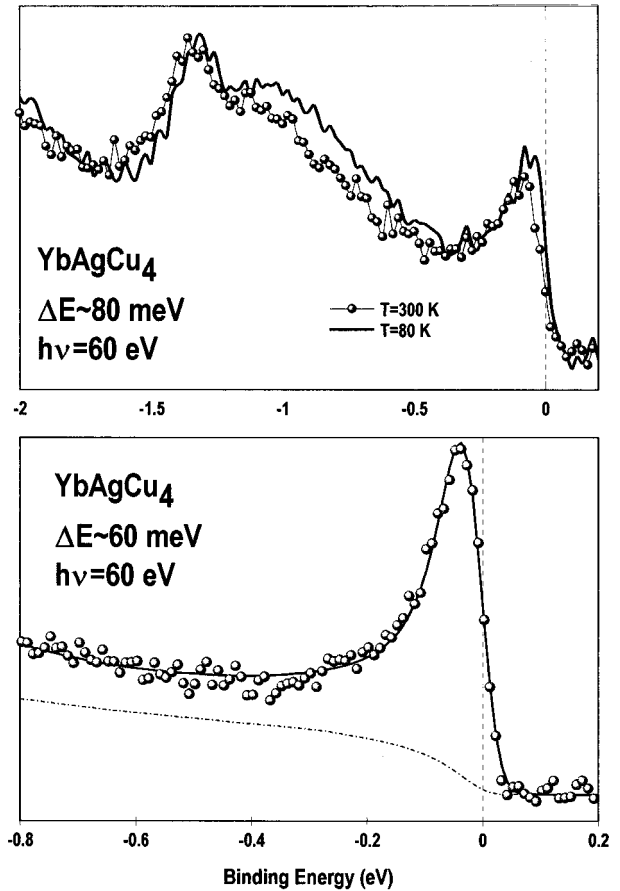 YbAgCu4
ΔE~80 meV
hν=60 eV
T=300 K
T=80 K
-2 -1.5 -1 -0.5 0
YbAgCu4
ΔE~60 meV
hν=60 eV
-0.8 -0.6 -0.4 -0.2 0 0.2
Binding Energy (eV)